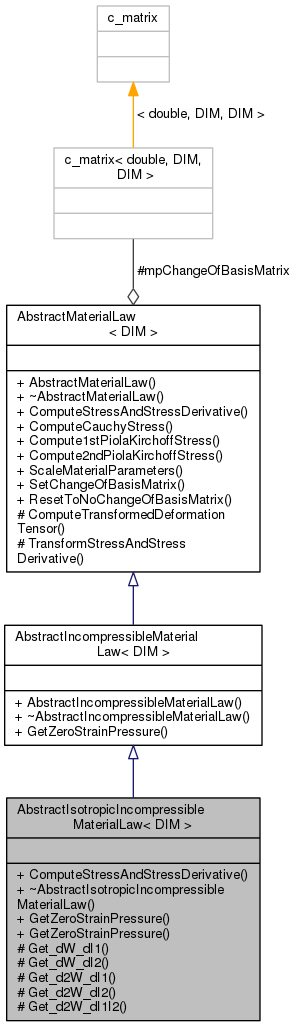 c_matrix
< double, DIM, DIM >
c_matrix< double, DIM,
DIM >
#mpChangeOfBasisMatrix
AbstractMaterialLaw
< DIM >
+ AbstractMaterialLaw()
+ ~AbstractMaterialLaw()
+ ComputeStressAndStressDerivative()
+ ComputeCauchyStress()
+ Compute1stPiolaKirchoffStress()
+ Compute2ndPiolaKirchoffStress()
+ ScaleMaterialParameters()
+ SetChangeOfBasisMatrix()
+ ResetToNoChangeOfBasisMatrix()
# ComputeTransformedDeformation
Tensor()
# TransformStressAndStress
Derivative()
AbstractIncompressibleMaterial
Law< DIM >
+ AbstractIncompressibleMaterialLaw()
+ ~AbstractIncompressibleMaterialLaw()
+ GetZeroStrainPressure()
AbstractIsotropicIncompressible
MaterialLaw< DIM >
+ ComputeStressAndStressDerivative()
+ ~AbstractIsotropicIncompressible
MaterialLaw()
+ GetZeroStrainPressure()
+ GetZeroStrainPressure()
# Get_dW_dI1()
# Get_dW_dI2()
# Get_d2W_dI1()
# Get_d2W_dI2()
# Get_d2W_dI1I2()